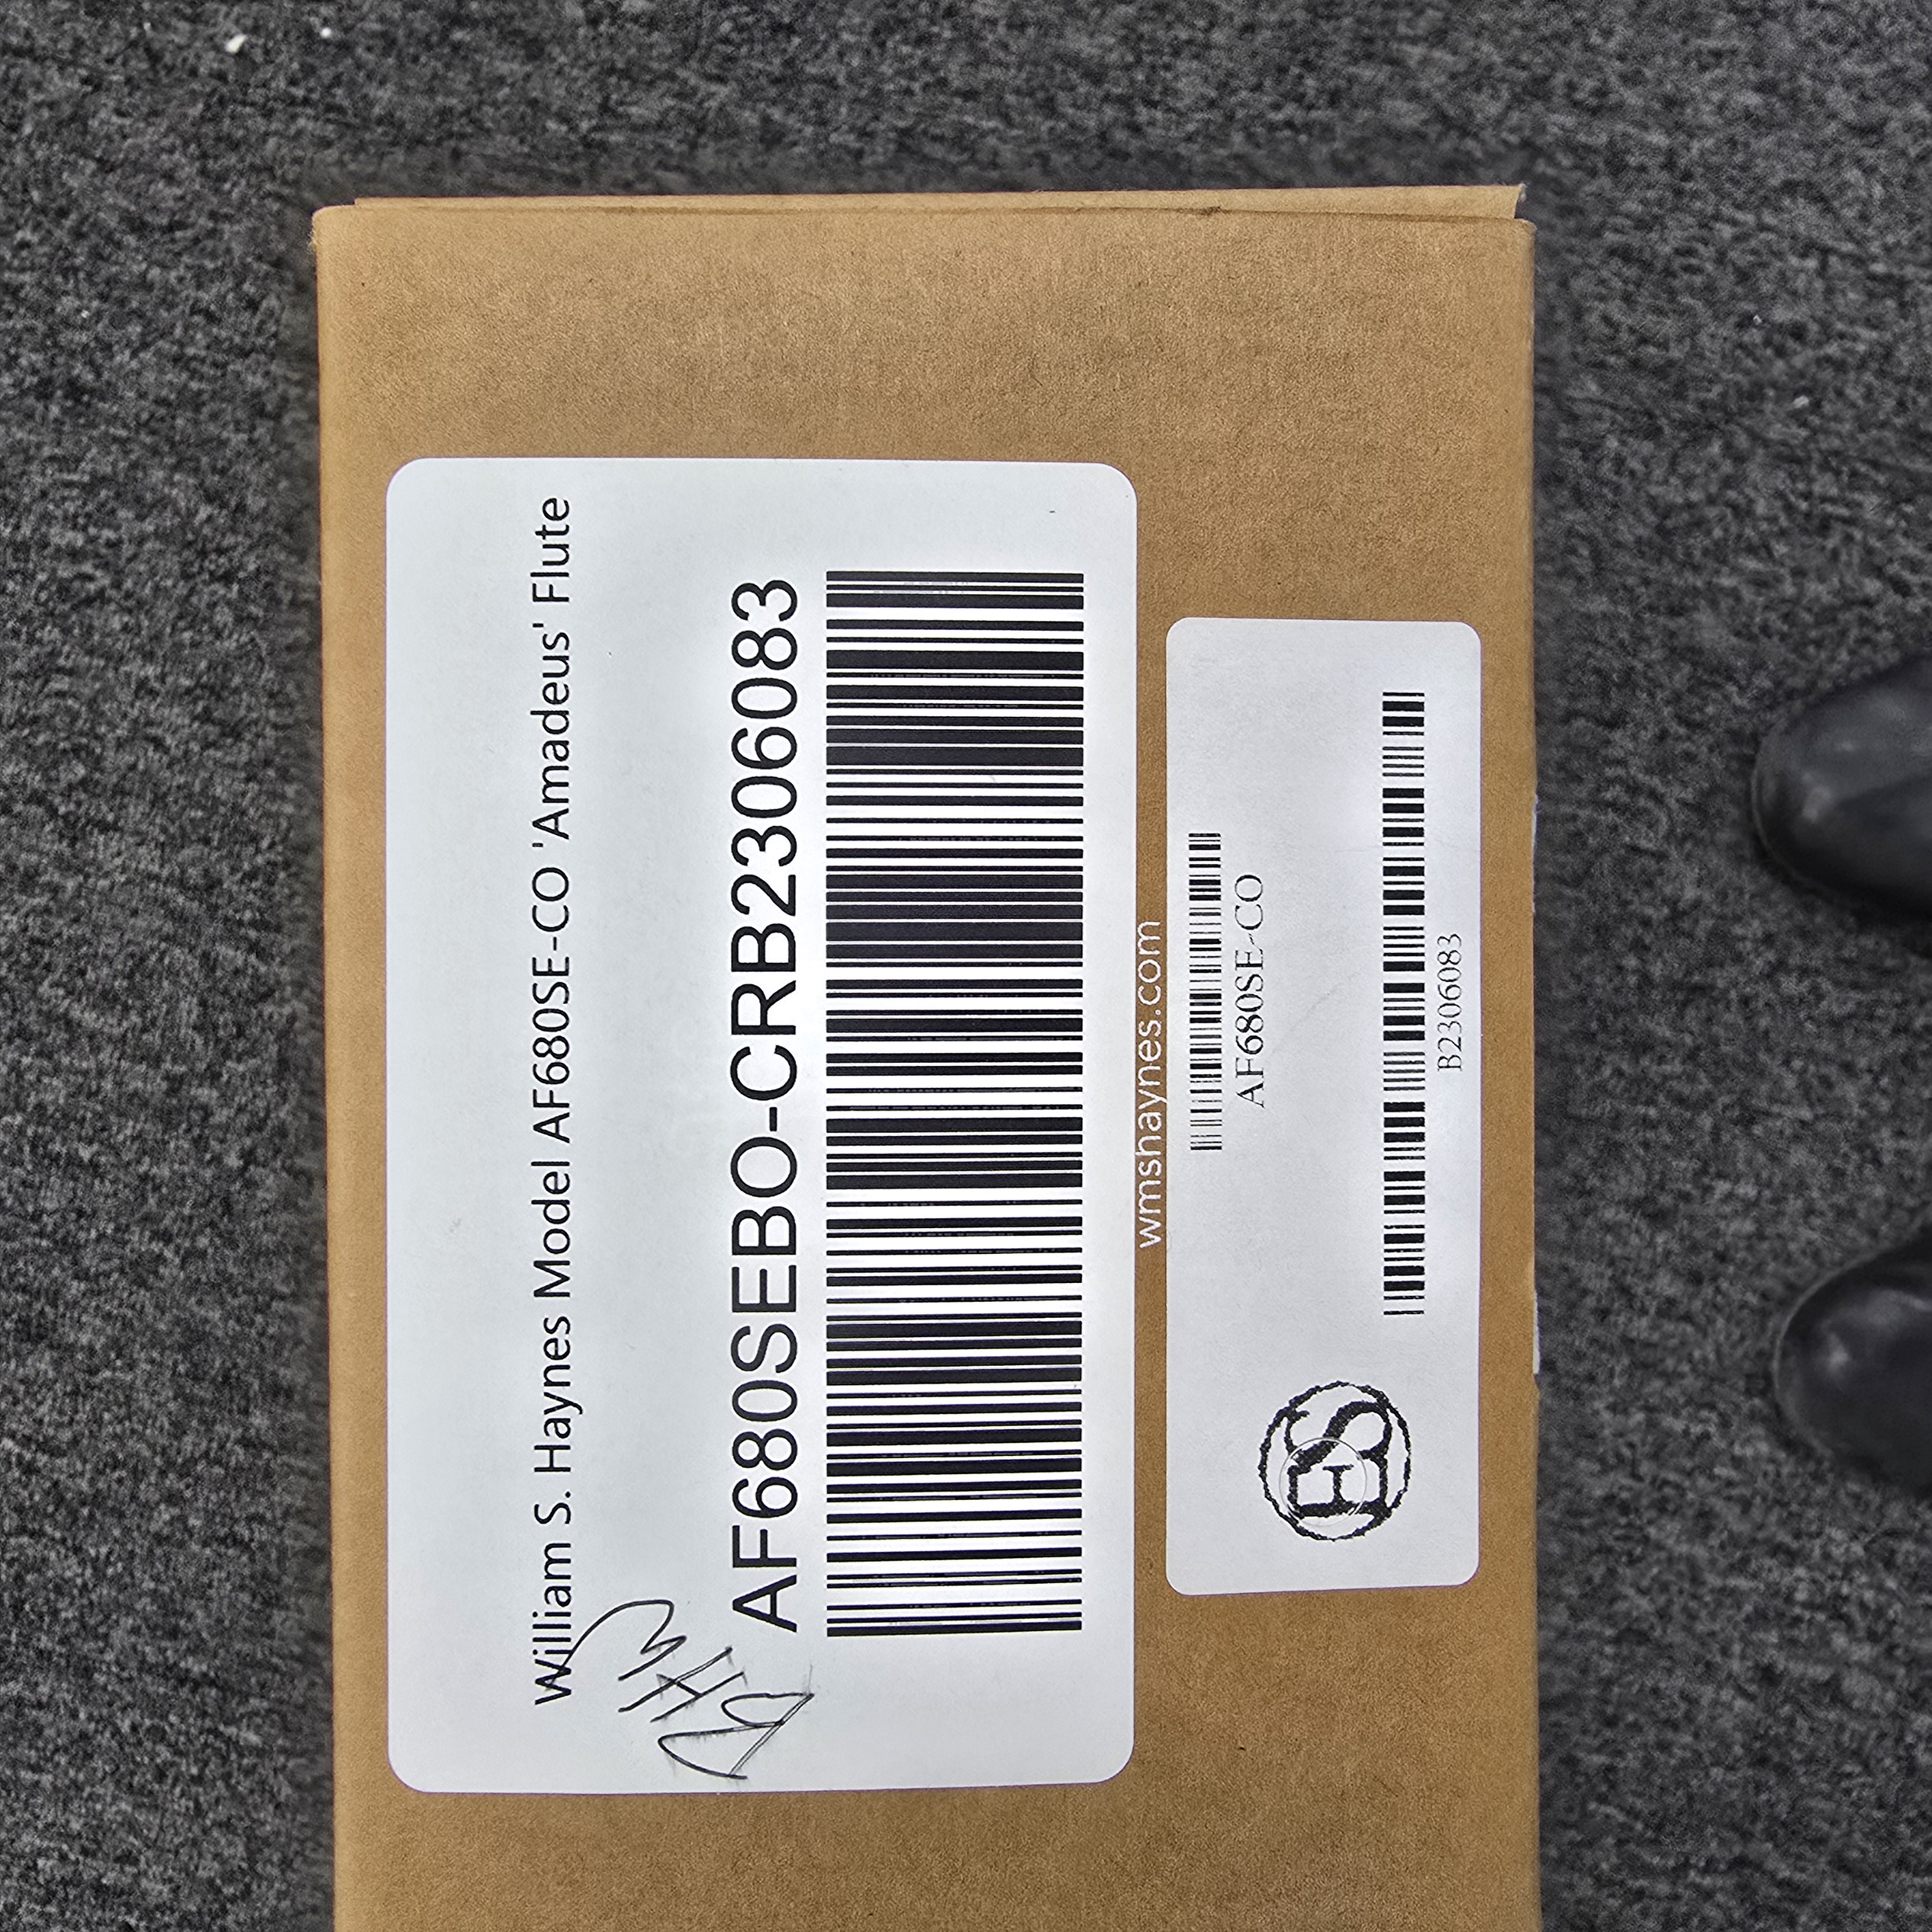 William S. Haynes Model AF680SE-CO 'Amadeus' Flute
AF680SEBO-CRB2306083
wmshaynes.com
AF680SE-CO
B2306083